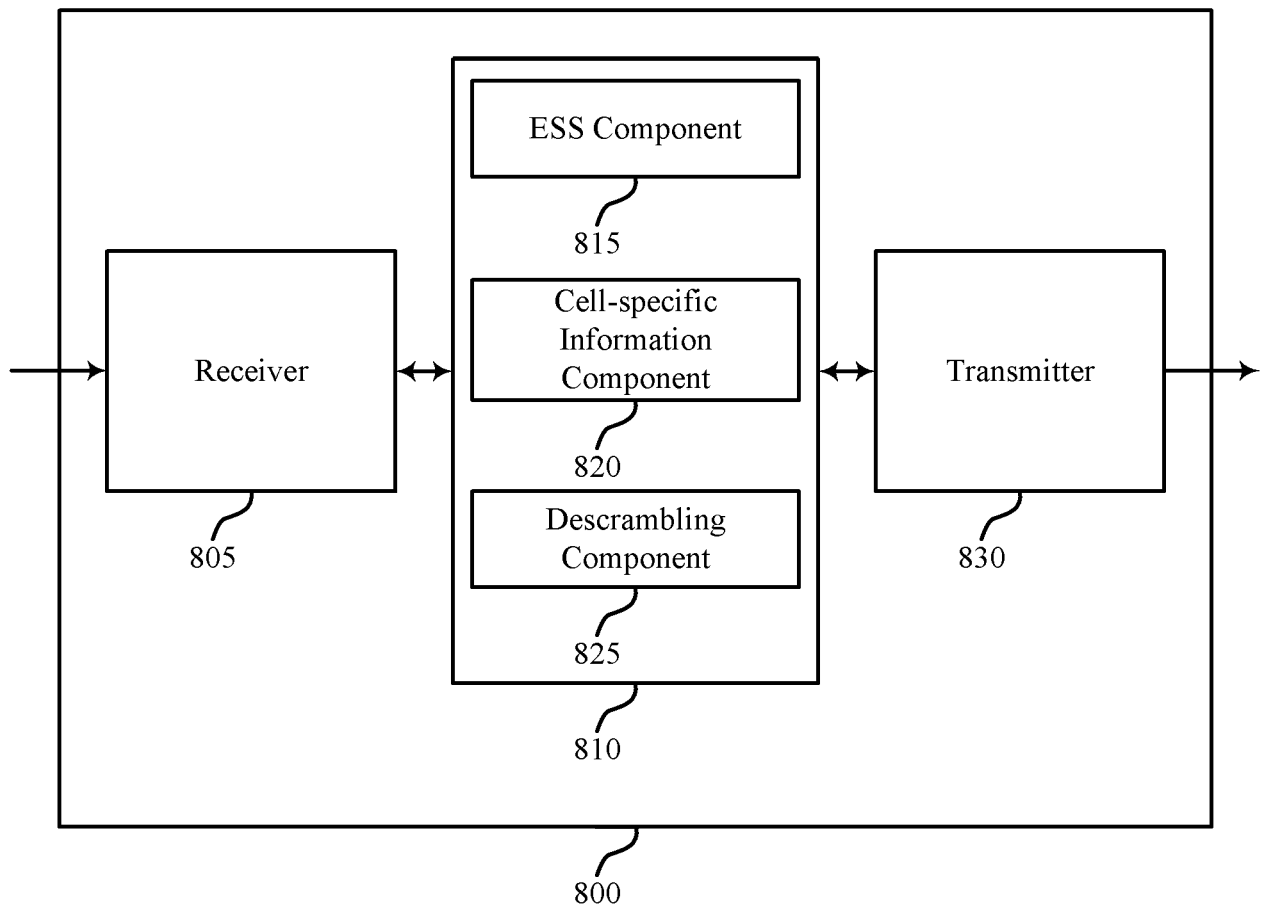 ESS Component
815
Receiver
805
Cell-specific
Information
Component
820
Descrambling
Component
825
810
Transmitter
830
800